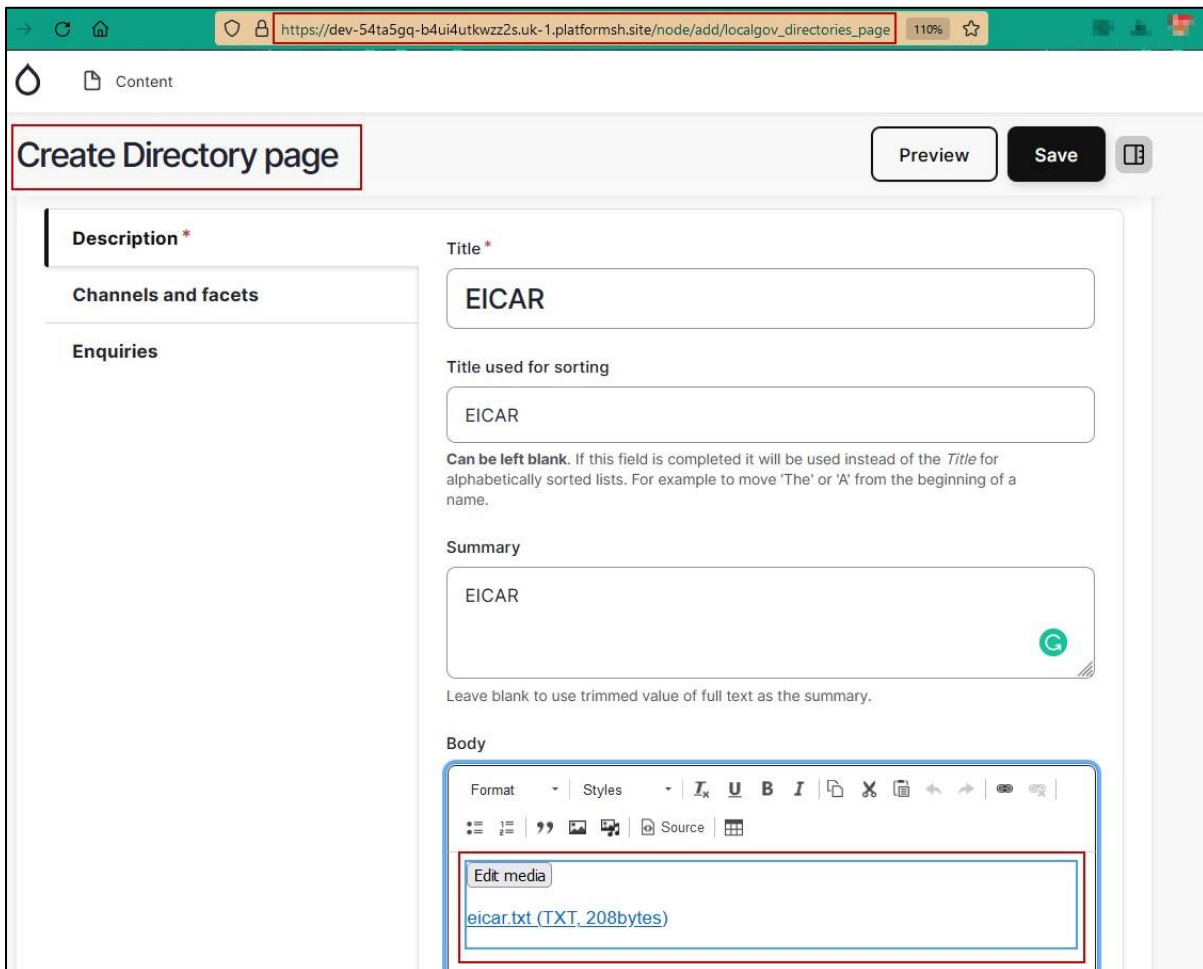 https://dev-54ta5gq-b4ui4utkwzz2s.uk-1.platformsh.site/node/add/localgov_directories_page 110%
Content
Create Directory page
Preview
Save
Description *
Channels and facets
Enquiries
Title *
EICAR
Title used for sorting
EICAR
Can be left blank. If this field is completed it will be used instead of the Title for
alphabetically sorted lists. For example to move 'The' or 'A' from the beginning of a
name.
Summary
EICAR
Leave blank to use trimmed value of full text as the summary.
Body
Format Styles
Source
Edit media
eicar.txt (TXT, 208bytes)